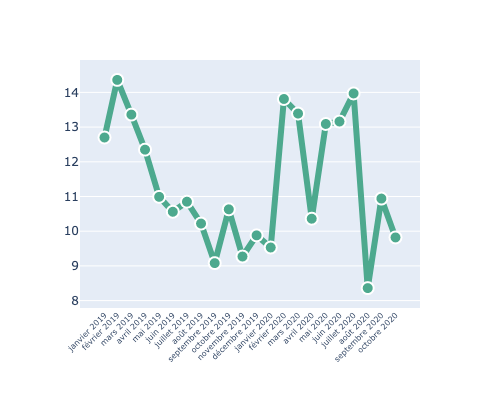 14
13
12
11
10
9
8
janvier 2019
février 2019
mars 2019
avril 2019
mai 2019
juin 2019
juillet 2019
août 2019
septembre 2019
octobre 2019
novembre 2019
décembre 2019
janvier 2020
février 2020
mars 2020
avril 2020
mai 2020
juin 2020
juillet 2020
août 2020
septembre 2020
octobre 2020